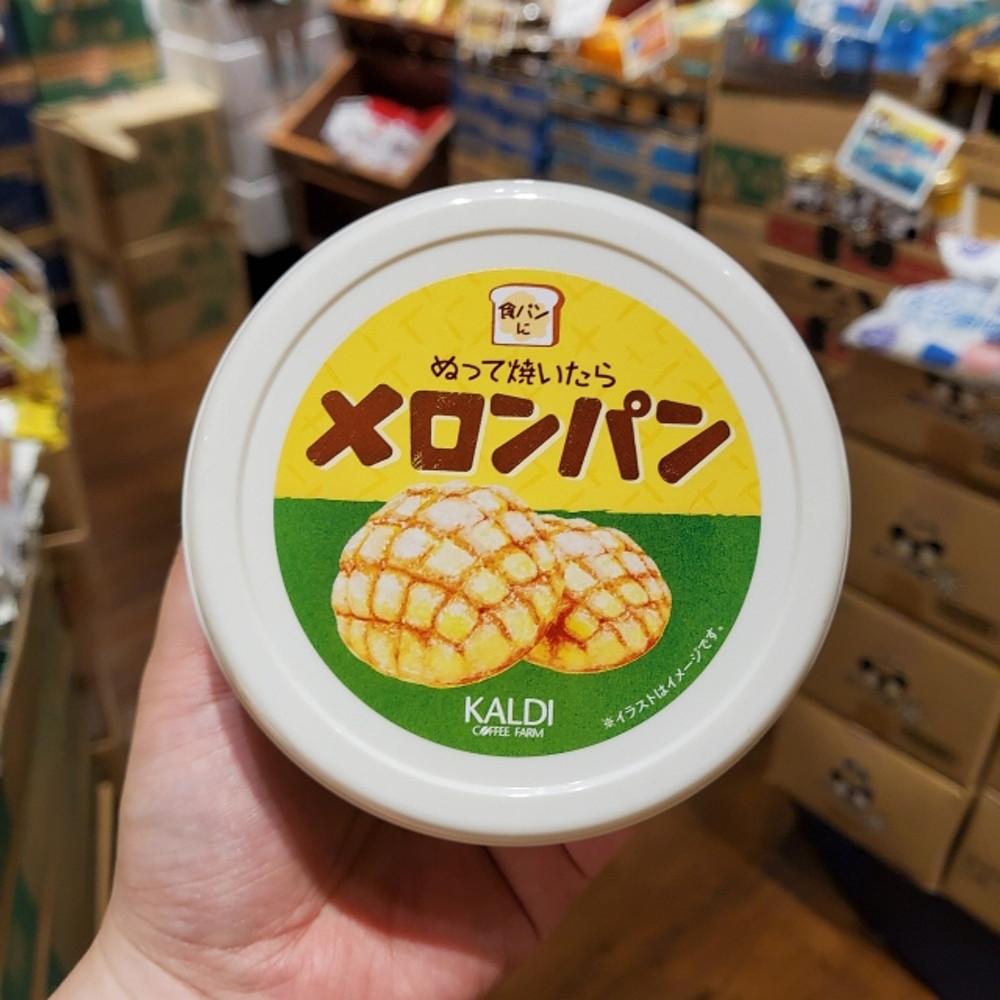 食パン
に
ぬって焼いたら
メロンパン
KALDI
COFFEE FARM
※イラストはイメージです。